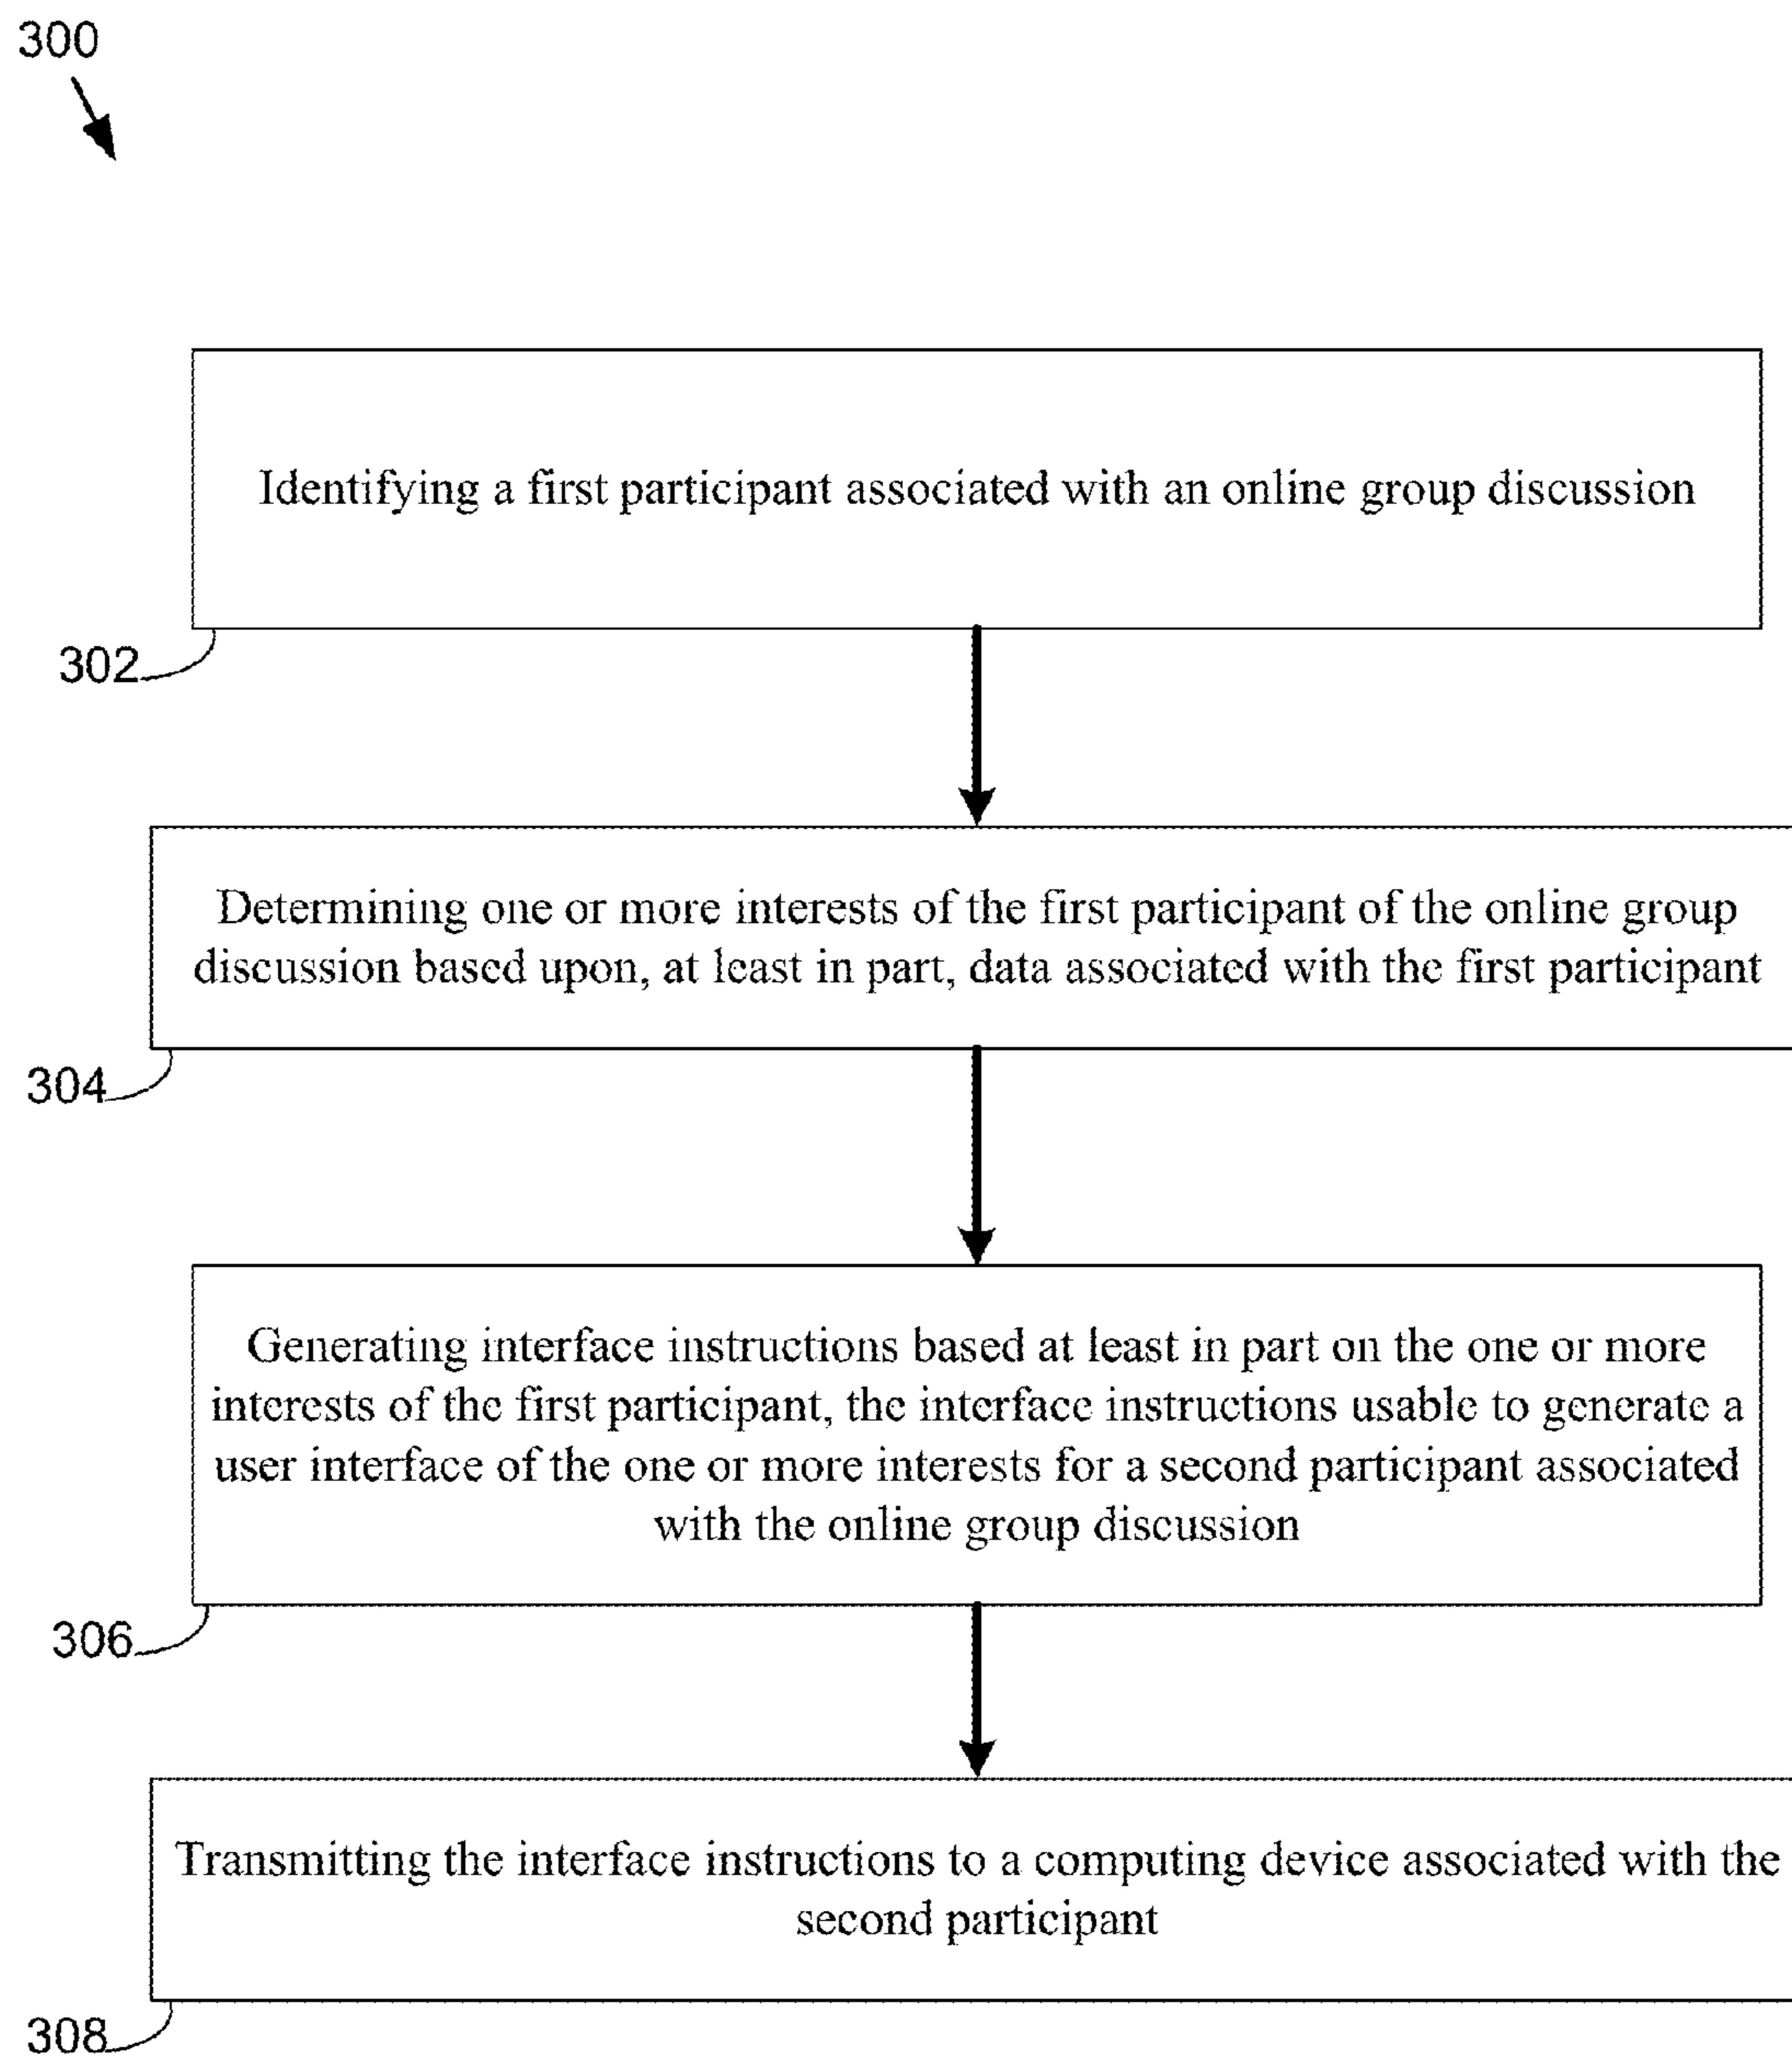 300
Identifying a first participant associated with an online group discussion
302
Determining one or more interests of the first participant of the online group
discussion based upon, at least in part, data associated with the first participant
304
Generating interface instructions based at least in part on the one or more
interests of the first participant, the interface instructions usable to generate a
user interface of the one or more interests for a second participant associated
with the online group discussion
306
Transmitting the interface instructions to a computing device associated with the
second participant
308